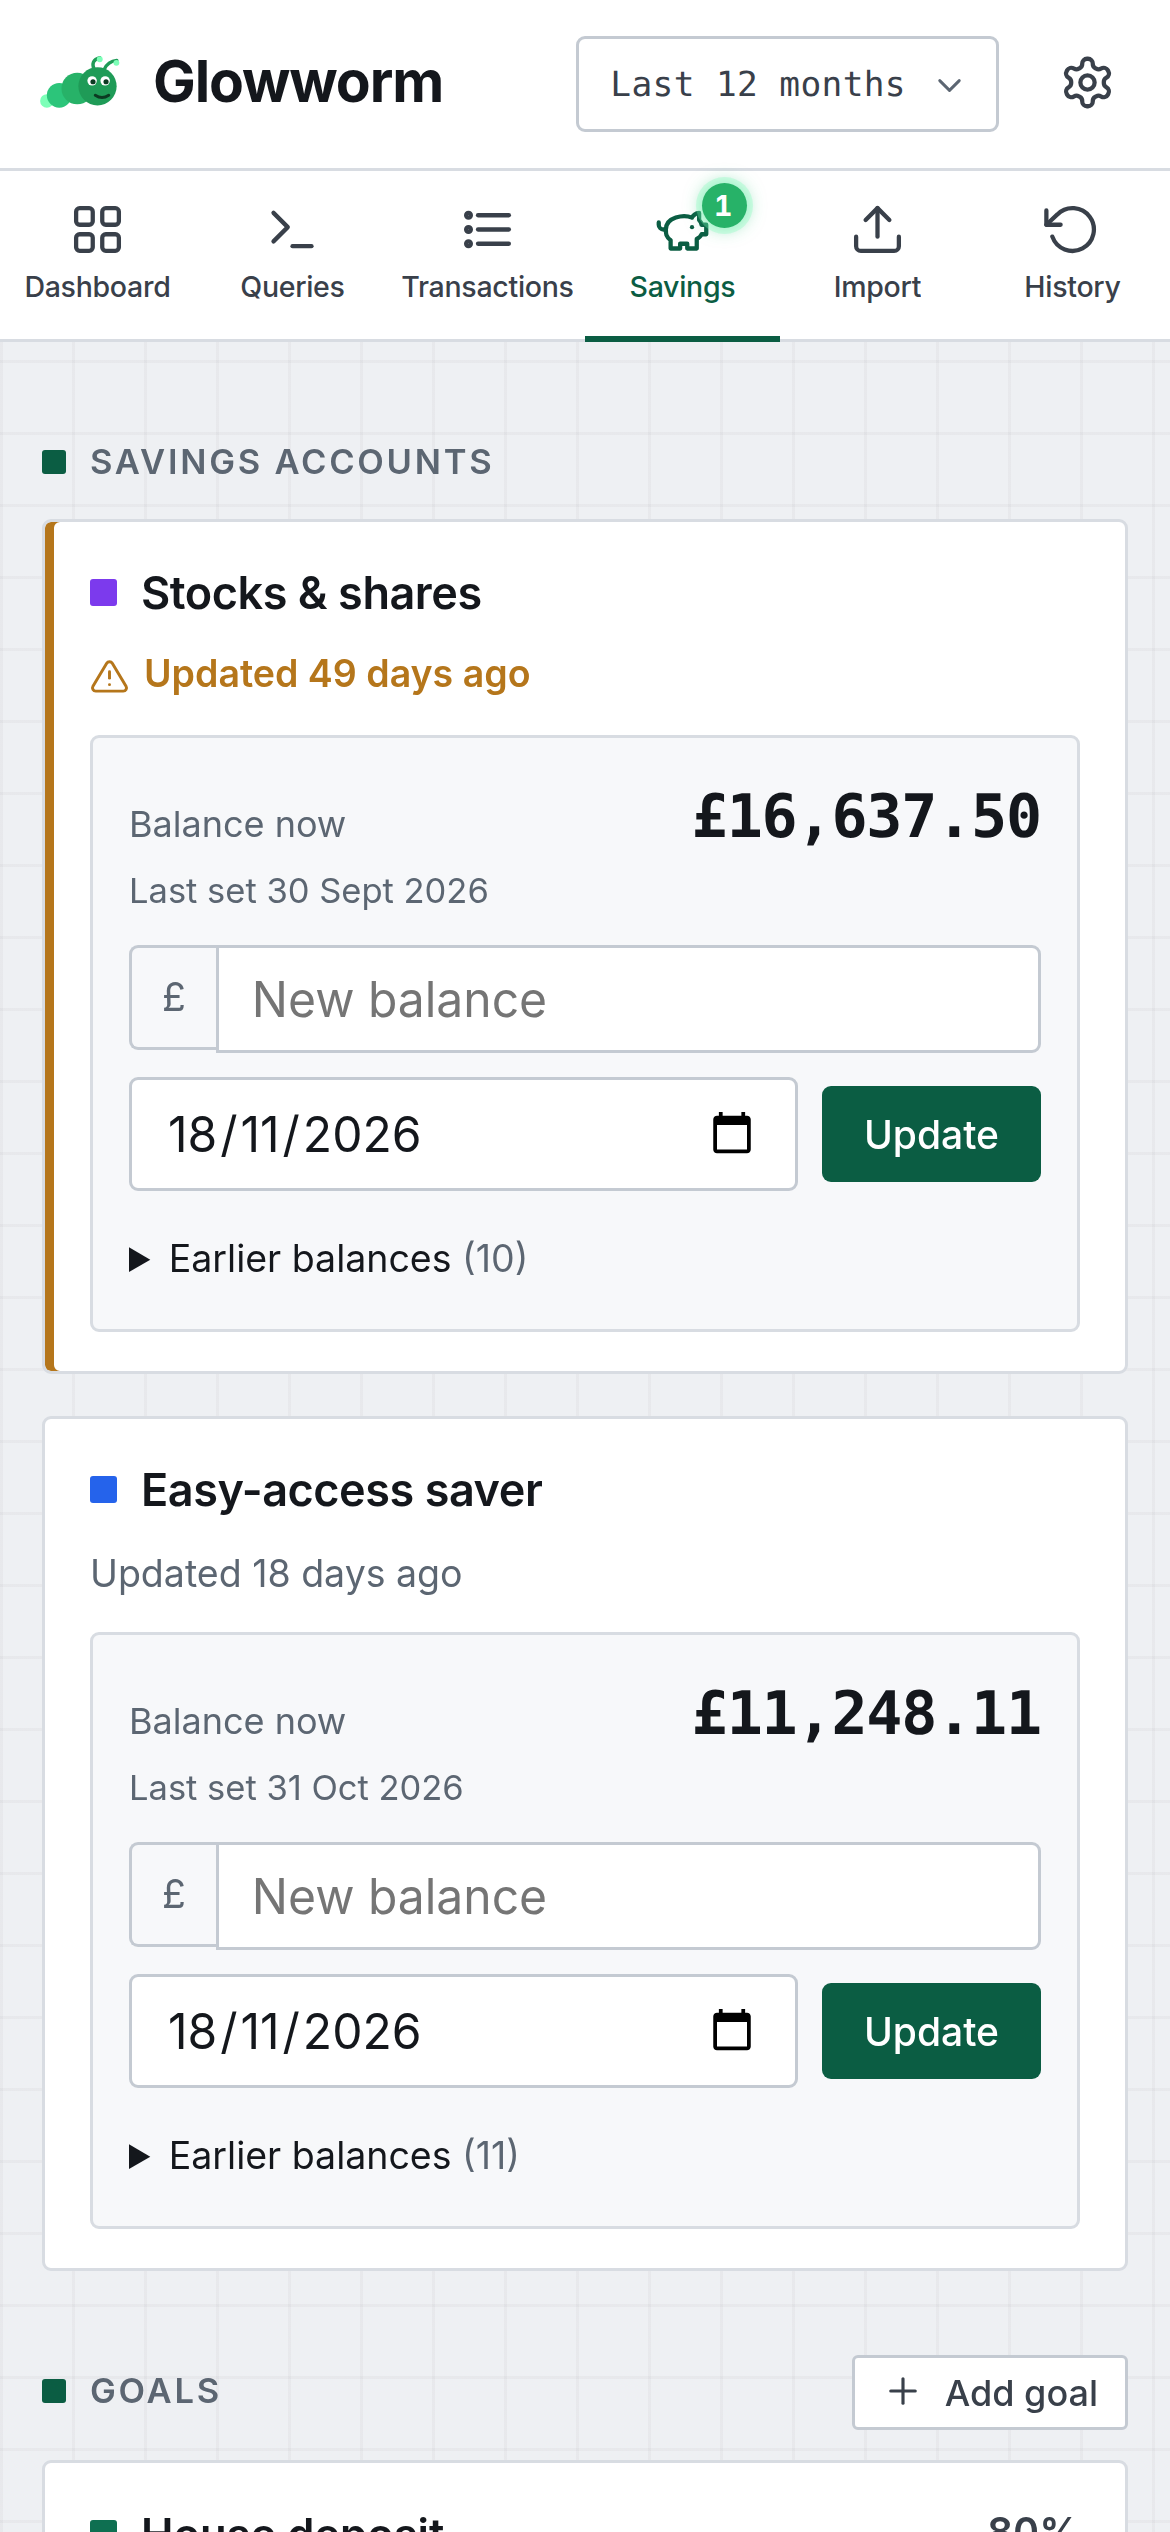 Glowworm
Last 12 months
1
Dashboard Queries Transactions Savings Import History
SAVINGS ACCOUNTS
Stocks & shares
Updated 49 days ago
Balance now £16,637.50
Last set 30 Sept 2026
£ New balance
18/11/2026 Update
Earlier balances (10)
Easy-access saver
Updated 18 days ago
Balance now £11,248.11
Last set 31 Oct 2026
£ New balance
18/11/2026 Update
Earlier balances (11)
GOALS Add goal
House deposit 80%